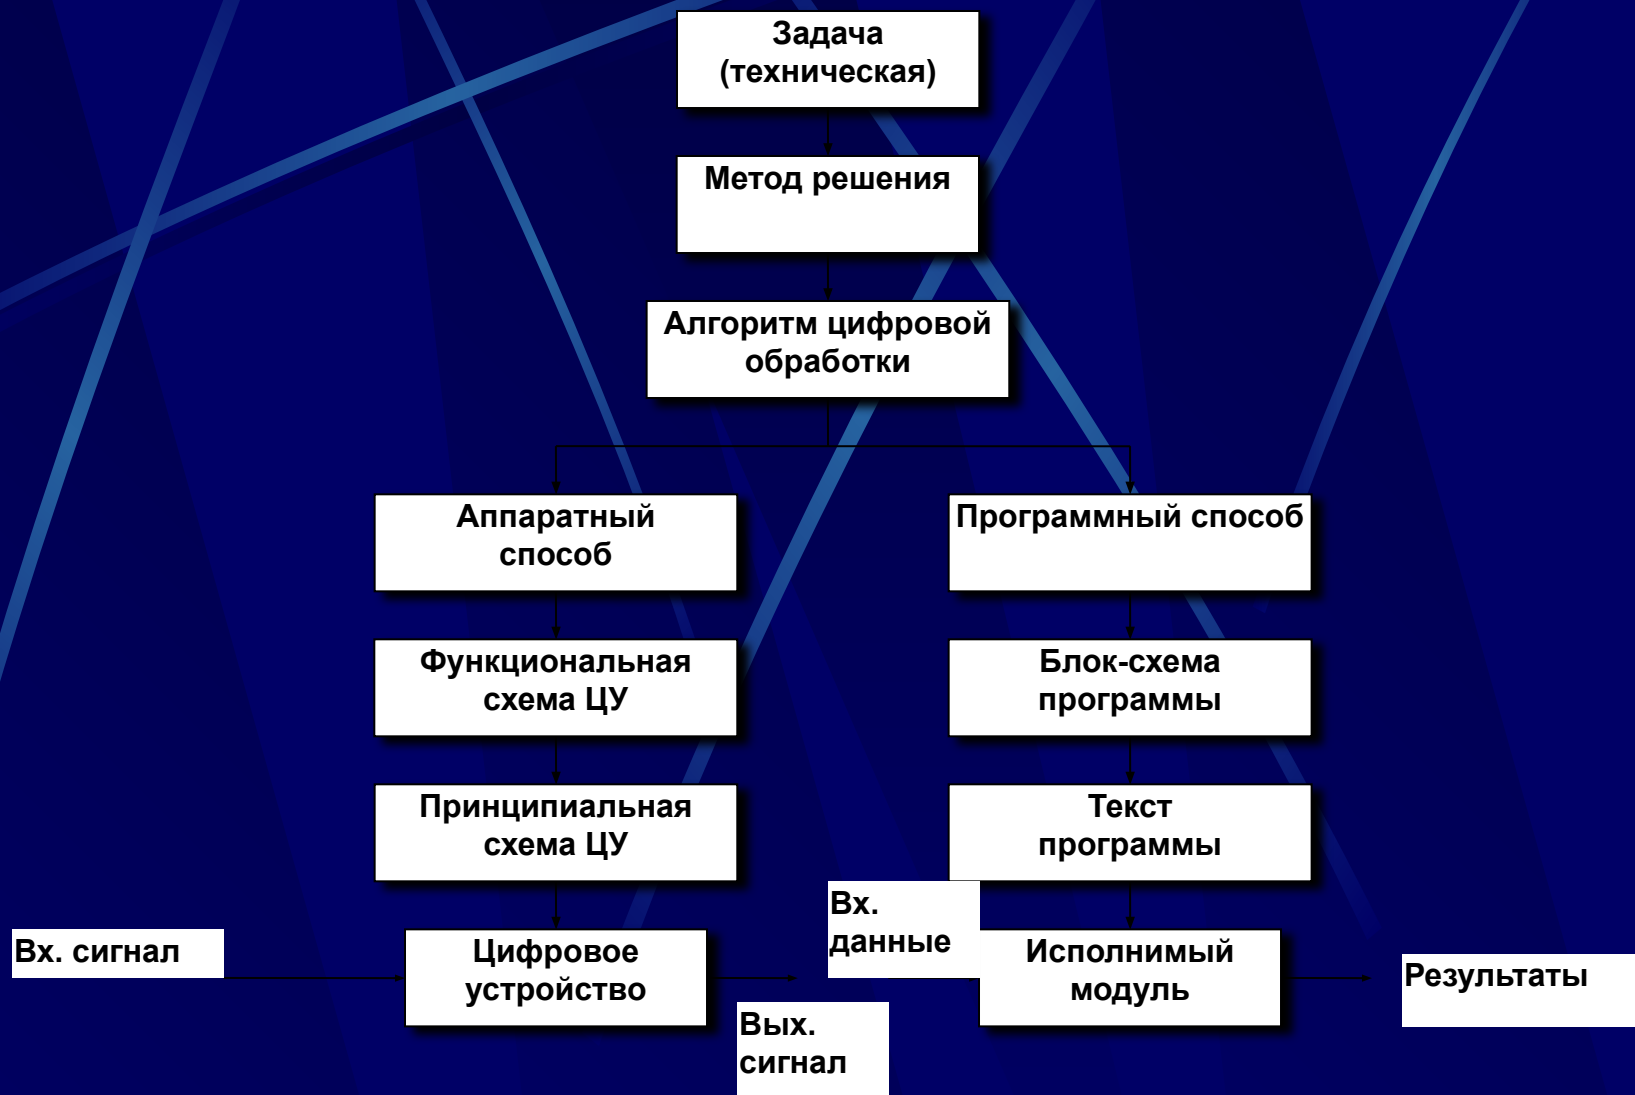 Задача
(техническая)
Метод решения
Алгоритм цифровой
обработки
Аппаратный
способ
Программный способ
Функциональная
схема ЦУ
Блок-схема
программы
Принципиальная
схема ЦУ
Текст
программы
Вх. сигнал
Цифровое
устройство
Вых.
сигнал
Вх.
данные
Исполнимый
модуль
Результаты